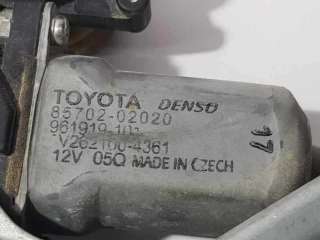 TOYOTA DENSO
85702-02020
961919-101
V262100-4361
12V 05Q MADE IN CZECH